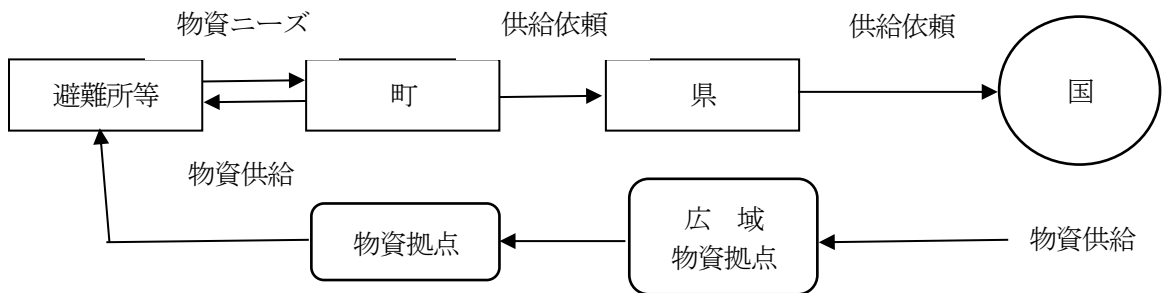 物資ニーズ
供給依頼
供給依頼
避難所等
町
県
国
物資供給
物資拠点
広　域
物資拠点
物資供給